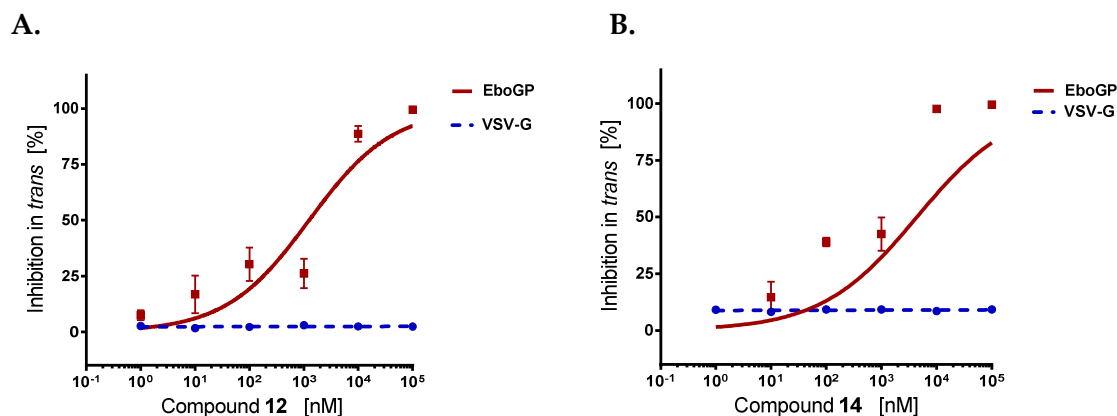 A.
B.
EboGP
VSV-G
Inhibition in trans [%]
100
75
50
25
0
10⁻¹ 10⁰ 10¹ 10² 10³ 10⁴ 10⁵
Compound 12 [nM]
EboGP
VSV-G
Inhibition in trans [%]
100
75
50
25
0
10⁻¹ 10⁰ 10¹ 10² 10³ 10⁴ 10⁵
Compound 14 [nM]